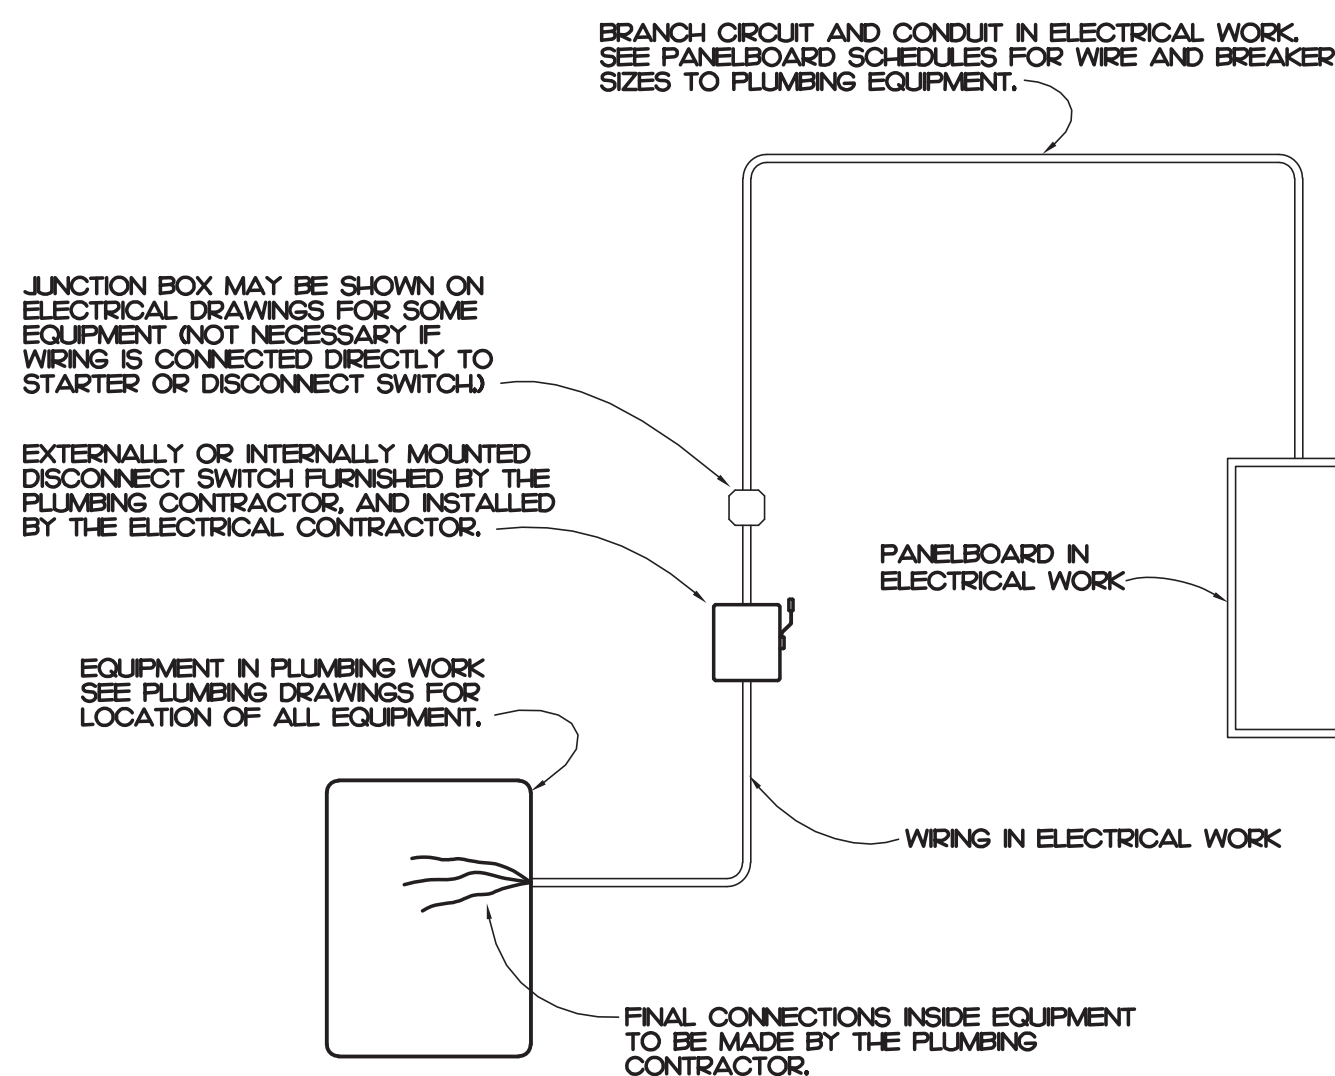 BRANCH CIRCUIT AND CONDUIT IN ELECTRICAL WORK.
SEE PANELBOARD SCHEDULES FOR WIRE AND BREAKER
SIZES TO PLUMBING EQUIPMENT.
JUNCTION BOX MAY BE SHOWN ON
ELECTRICAL DRAWINGS FOR SOME
EQUIPMENT (NOT NECESSARY IF
WIRING IS CONNECTED DIRECTLY TO
STARTER OR DISCONNECT SWITCH.)
EXTERNALLY OR INTERNALLY MOUNTED
DISCONNECT SWITCH FURNISHED BY THE
PLUMBING CONTRACTOR, AND INSTALLED
BY THE ELECTRICAL CONTRACTOR.
PANELBOARD IN
ELECTRICAL WORK
EQUIPMENT IN PLUMBING WORK
SEE PLUMBING DRAWINGS FOR
LOCATION OF ALL EQUIPMENT.
WIRING IN ELECTRICAL WORK
FINAL CONNECTIONS INSIDE EQUIPMENT
TO BE MADE BY THE PLUMBING
CONTRACTOR.